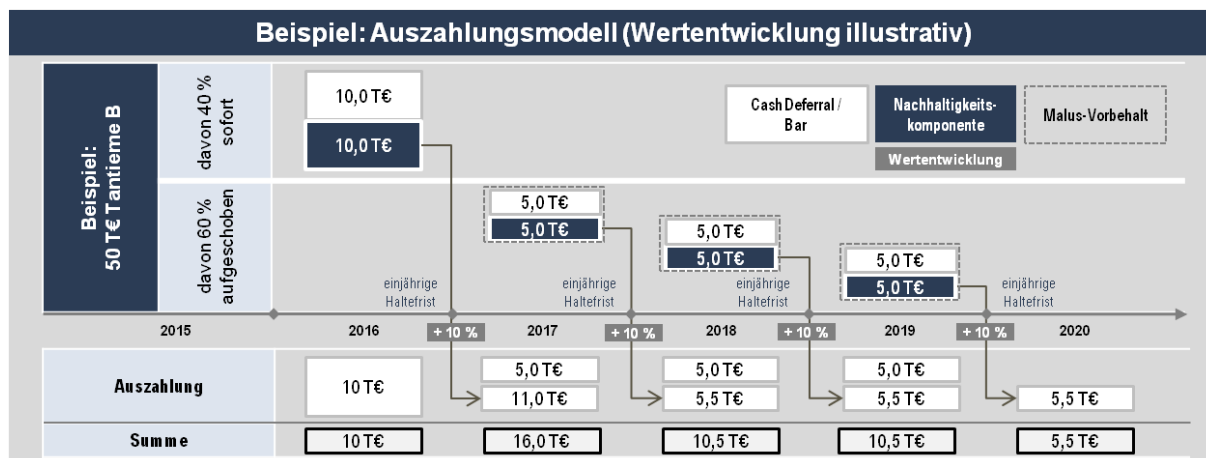 Beispiel: Auszahlungsmodell (Wertentwicklung illustrativ)
Beispiel:
50 T€ Tantieme B
davon 40 %
sofort
10,0 T€
10,0 T€
Cash Deferral /
Bar
Nachhaltigkeits-
komponente
Malus-Vorbehalt
Wertentwicklung
davon 60 %
aufgeschoben
5,0 T€
5,0 T€
5,0 T€
5,0 T€
5,0 T€
5,0 T€
einjährige
Haltefrist
einjährige
Haltefrist
einjährige
Haltefrist
einjährige
Haltefrist
2015
2016
+ 10 %
2017
+ 10 %
2018
+ 10 %
2019
+ 10 %
2020
Auszahlung
10 T€
5,0 T€
11,0 T€
5,0 T€
5,5 T€
5,0 T€
5,5 T€
5,5 T€
Summe
10 T€
16,0 T€
10,5 T€
10,5 T€
5,5 T€